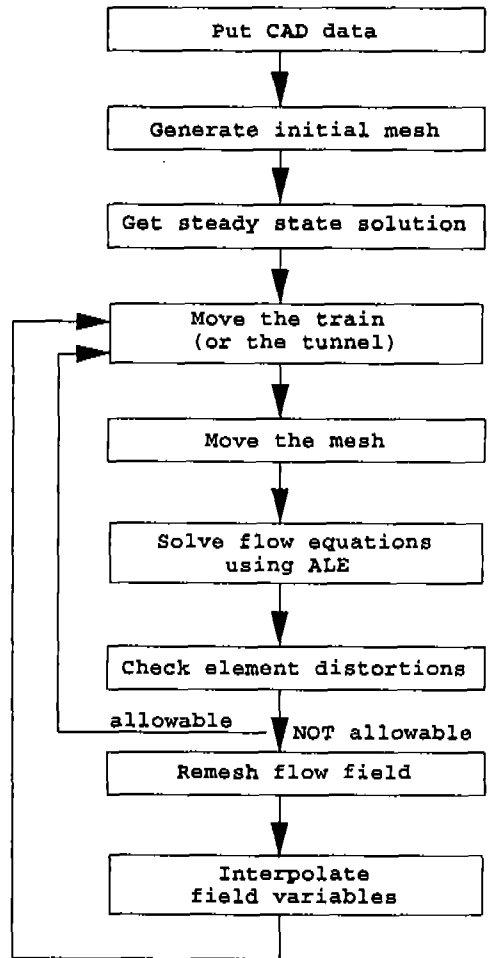 Put CAD data
Generate initial mesh
Get steady state solution
Move the train
(or the tunnel)
Move the mesh
Solve flow equations
using ALE
Check element distortions
allowable
NOT allowable
Remesh flow field
Interpolate
field variables